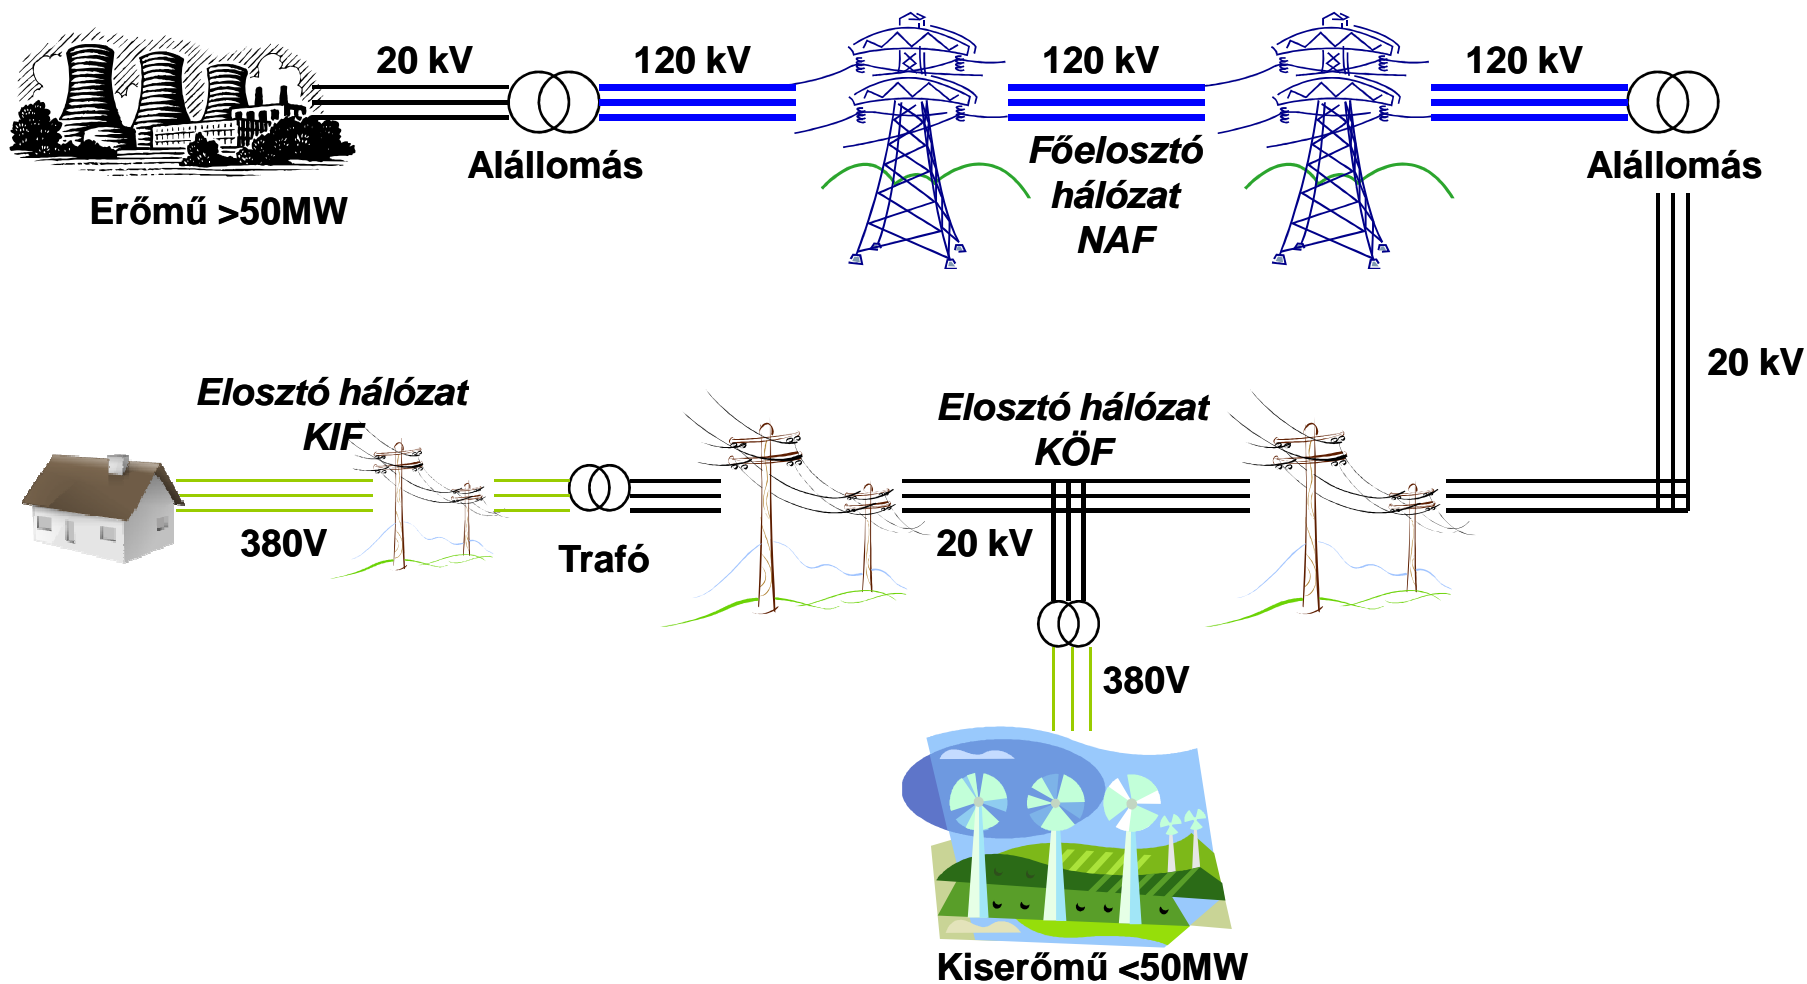 20 kV
120 kV
120 kV
120 kV
Alállomás
Főelosztó
hálózat
NAF
Alállomás
Erőmű >50MW
20 kV
Elosztó hálózat
KIF
Elosztó hálózat
KÖF
380V
Trafó
20 kV
380V
Kiserőmű <50MW